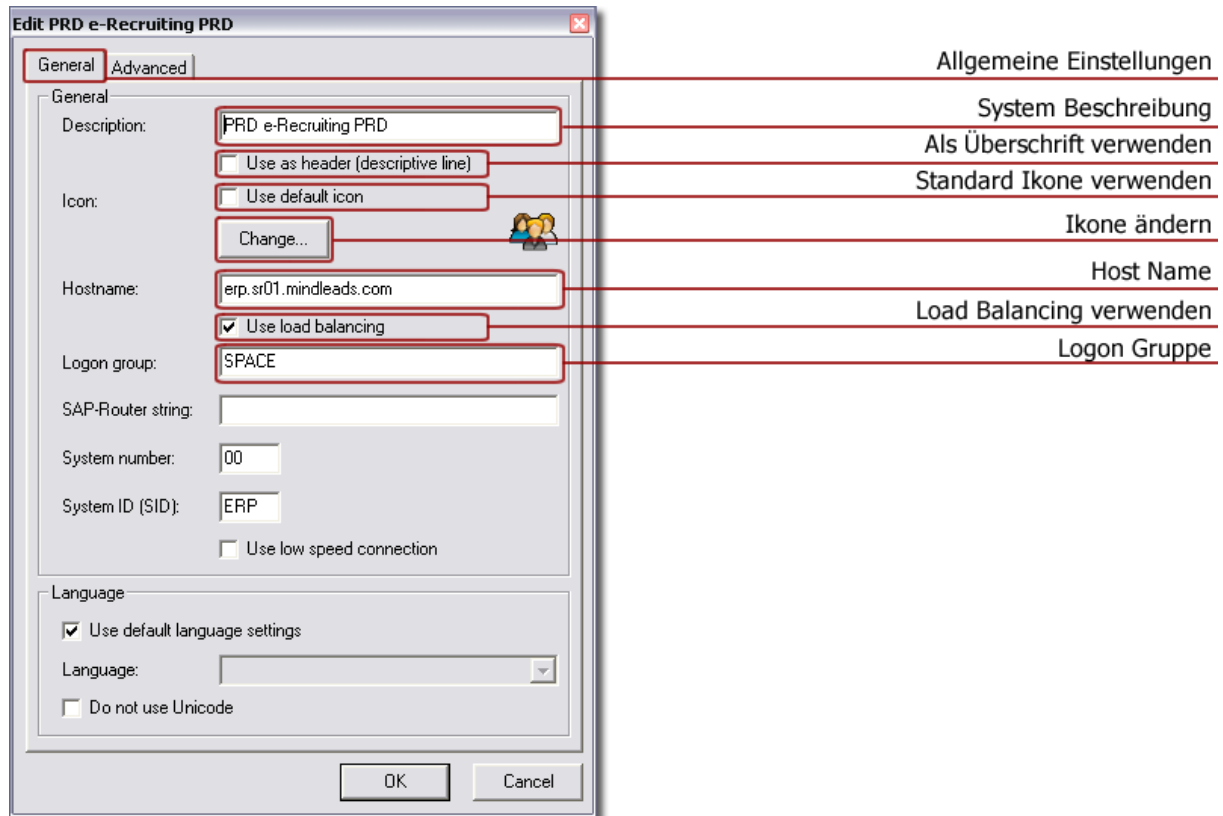 Edit PRD e-Recruiting PRD
General
Advanced
Allgemeine Einstellungen
General
Description:
PRD e-Recruiting PRD
System Beschreibung
Use as header (descriptive line)
Als Überschrift verwenden
Icon:
Use default icon
Standard Ikone verwenden
Change...
Ikone ändern
Hostname:
erp.sr01.mindleads.com
Host Name
Use load balancing
Load Balancing verwenden
Logon group:
SPACE
Logon Gruppe
SAP-Router string:
System number:
00
System ID (SID):
ERP
Use low speed connection
Language
Use default language settings
Language:
Do not use Unicode
OK
Cancel